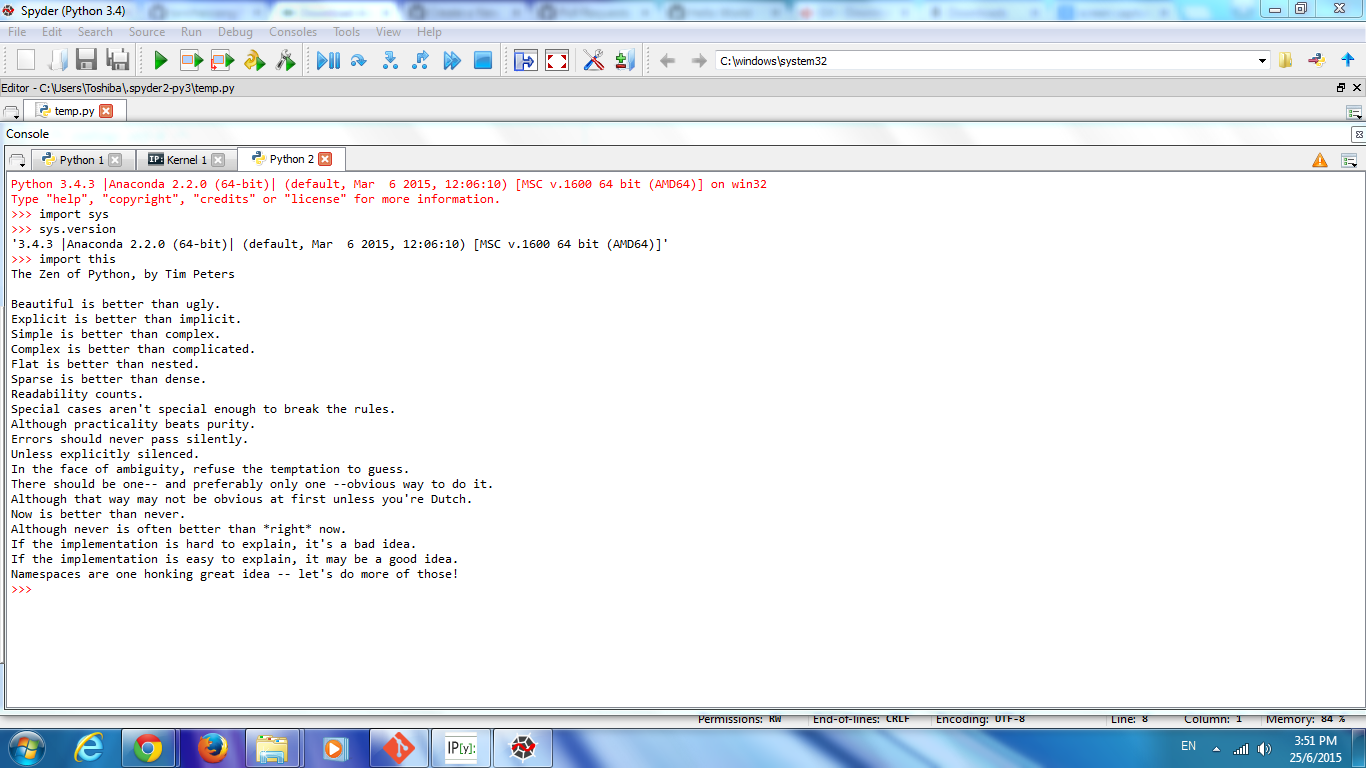 Spyder (Python 3.4)
File Edit Search Source Run Debug Consoles Tools View Help
C:\windows\system32
Editor - C:\Users\Toshiba\.spyder2-py3\temp.py
temp.py
Console
Python 1 IP: Kernel 1 Python 2
Python 3.4.3 |Anaconda 2.2.0 (64-bit)| (default, Mar  6 2015, 12:06:10) [MSC v.1600 64 bit (AMD64)] on win32
Type "help", "copyright", "credits" or "license" for more information.
>>> import sys
>>> sys.version
'3.4.3 |Anaconda 2.2.0 (64-bit)| (default, Mar  6 2015, 12:06:10) [MSC v.1600 64 bit (AMD64)]'
>>> import this
The Zen of Python, by Tim Peters
Beautiful is better than ugly.
Explicit is better than implicit.
Simple is better than complex.
Complex is better than complicated.
Flat is better than nested.
Sparse is better than dense.
Readability counts.
Special cases aren't special enough to break the rules.
Although practicality beats purity.
Errors should never pass silently.
Unless explicitly silenced.
In the face of ambiguity, refuse the temptation to guess.
There should be one-- and preferably only one --obvious way to do it.
Although that way may not be obvious at first unless you're Dutch.
Now is better than never.
Although never is often better than *right* now.
If the implementation is hard to explain, it's a bad idea.
If the implementation is easy to explain, it may be a good idea.
Namespaces are one honking great idea -- let's do more of those!
>>>
Permissions: RW End-of-lines: CRLF Encoding: UTF-8 Line: 8 Column: 1 Memory: 84 %
IP[y]: EN 3:51 PM
25/6/2015